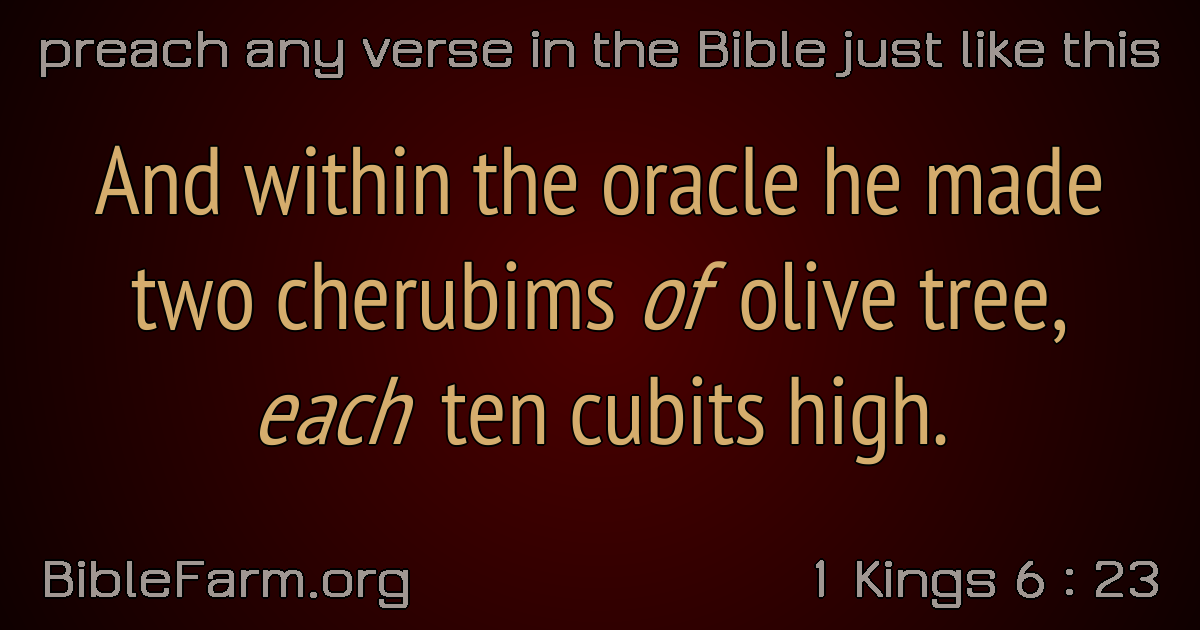 preach any verse in the Bible just like this
And within the oracle he made
two cherubims of olive tree,
each ten cubits high.
BibleFarm.org
1 Kings 6 : 23